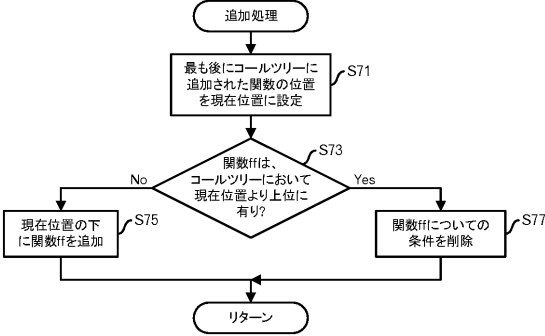 追加処理
最も後にコールツリーに
追加された関数の位置
を現在位置に設定
S71
関数ffは、
コールツリーにおいて
現在位置より上位に
有り?
S73
No
Yes
現在位置の下
に関数ffを追加
S75
関数ffについての
条件を削除
S77
リターン